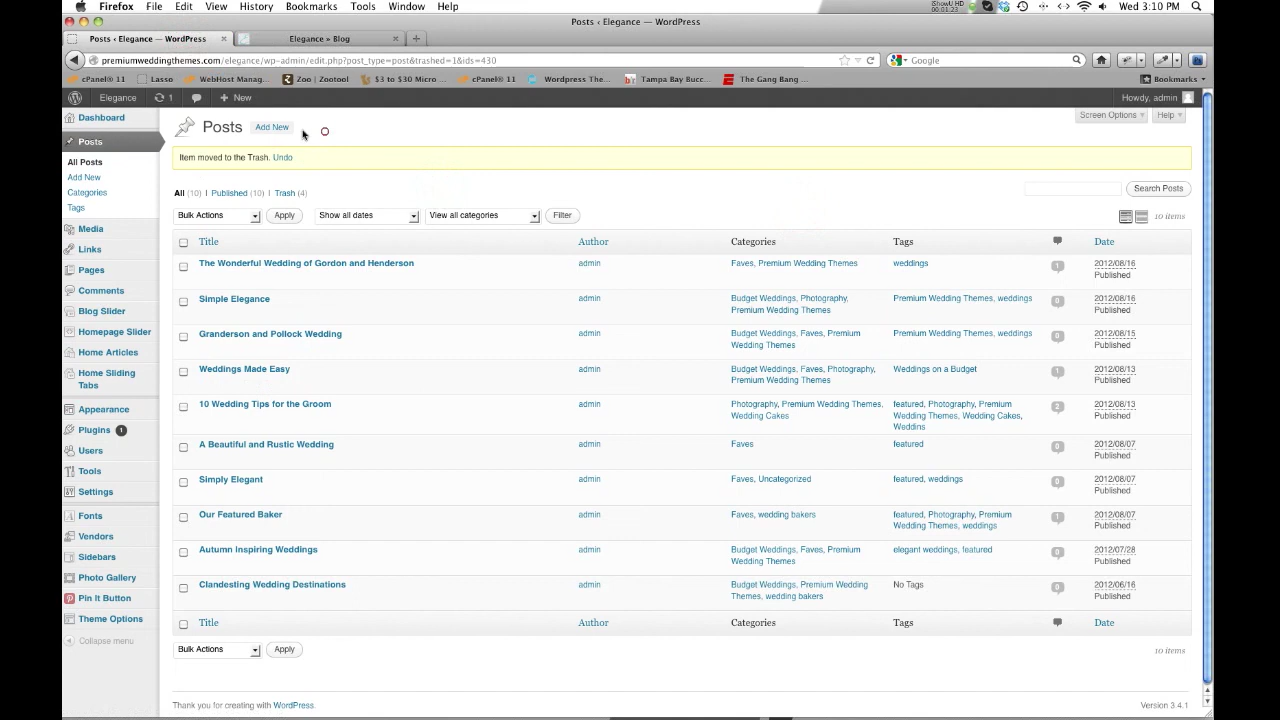 Firefox File Edit View History Bookmarks Tools Window Help
iShowU HD
00:01:23
Wed 3:10 PM
Posts ‹ Elegance — WordPress
Posts ‹ Elegance — WordPress × Elegance » Blog × +
premiumweddingthemes.com/elegance/wp-admin/edit.php?post_type=post&trashed=1&ids=430
Google
cPanel® 11 Lasso WebHost Manag... Zoo | Zootool $3 to $30 Micro ... cPanel® 11 Wordpress The... Tampa Bay Bucc... The Gang Bang ... Bookmarks
Elegance 1 + New Howdy, admin
Dashboard
Posts
All Posts
Add New
Categories
Tags
Media
Links
Pages
Comments
Blog Slider
Homepage Slider
Home Articles
Home Sliding
Tabs
Appearance
Plugins 1
Users
Tools
Settings
Fonts
Vendors
Sidebars
Photo Gallery
Pin It Button
Theme Options
Collapse menu
Posts Add New
Screen Options Help
Item moved to the Trash. Undo
All (10) | Published (10) | Trash (4)
Search Posts
Bulk Actions Apply Show all dates View all categories Filter
10 items
Title Author Categories Tags Date
The Wonderful Wedding of Gordon and Henderson admin Faves, Premium Wedding Themes weddings 1 2012/08/16
Published
Simple Elegance admin Budget Weddings, Photography, Premium Wedding Themes, weddings 0 2012/08/16
Premium Wedding Themes Published
Granderson and Pollock Wedding admin Budget Weddings, Faves, Premium Premium Wedding Themes, weddings 0 2012/08/15
Wedding Themes Published
Weddings Made Easy admin Budget Weddings, Faves, Photography, Weddings on a Budget 1 2012/08/13
Premium Wedding Themes Published
10 Wedding Tips for the Groom admin Photography, Premium Wedding Themes, featured, Photography, Premium 2 2012/08/13
Wedding Cakes Wedding Themes, Wedding Cakes, Published
Weddins
A Beautiful and Rustic Wedding admin Faves featured 0 2012/08/07
Published
Simply Elegant admin Faves, Uncategorized featured, weddings 0 2012/08/07
Published
Our Featured Baker admin Faves, wedding bakers featured, Photography, Premium 1 2012/08/07
Wedding Themes, weddings Published
Autumn Inspiring Weddings admin Budget Weddings, Faves, Premium elegant weddings, featured 0 2012/07/28
Wedding Themes Published
Clandesting Wedding Destinations admin Budget Weddings, Premium Wedding No Tags 0 2012/06/16
Themes, wedding bakers Published
Title Author Categories Tags Date
Bulk Actions Apply
10 items
Thank you for creating with WordPress.
Version 3.4.1